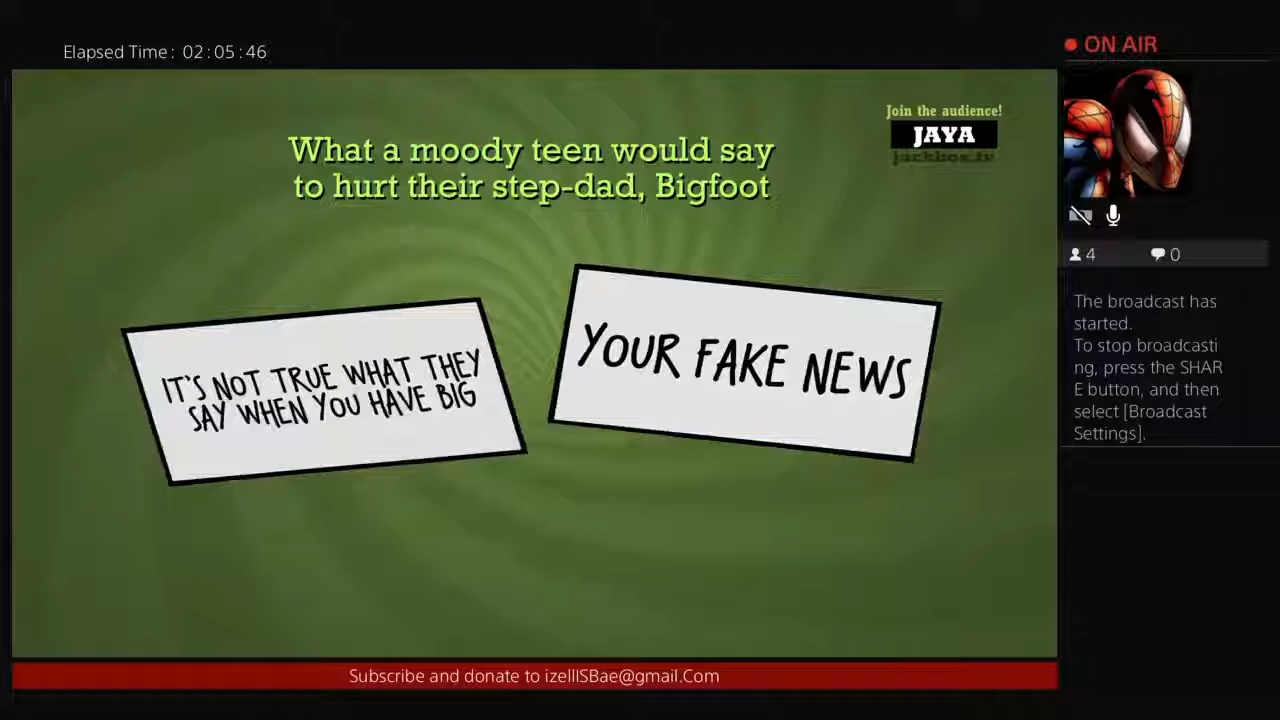 Elapsed Time: 02:05:46
ON AIR
What a moody teen would say
to hurt their step-dad, Bigfoot
Join the audience!
JAYA
jackbox.tv
IT'S NOT TRUE WHAT THEY
SAY WHEN YOU HAVE BIG
YOUR FAKE NEWS
4
0
The broadcast has
started.
To stop broadcasti
ng, press the SHAR
E button, and then
select [Broadcast
Settings].
Subscribe and donate to izellISBae@gmail.Com